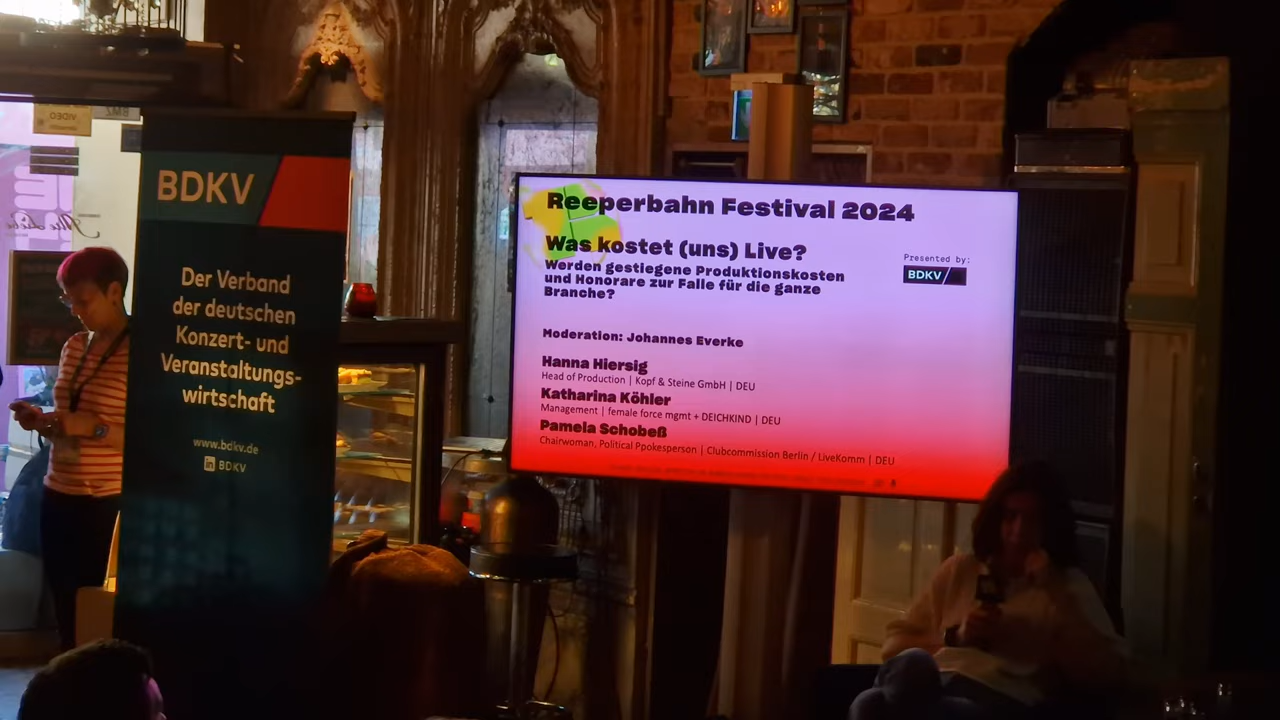 BDKV
Der Verband
der deutschen
Konzert- und
Veranstaltungs-
wirtschaft
www.bdkv.de
in BDKV
Reeperbahn Festival 2024
Was kostet (uns) Live?
Werden gestiegene Produktionskosten
und Honorare zur Falle für die ganze
Branche?
Presented by:
BDKV
Moderation: Johannes Everke
Hanna Hiersig
Head of Production | Kopf & Steine GmbH | DEU
Katharina Köhler
Management | female force mgmt + DEICHKIND | DEU
Pamela Schobeß
Chairwoman, Political Ppokesperson | Clubcommission Berlin / LiveKomm | DEU
VIDEO